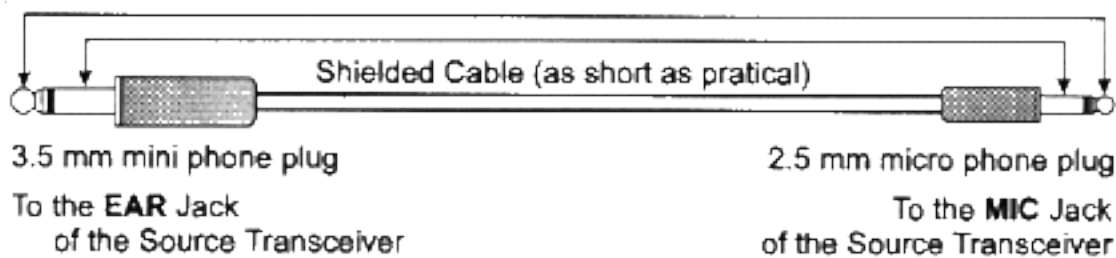 Shielded Cable (as short as pratical)
3.5 mm mini phone plug
To the EAR Jack
of the Source Transceiver
2.5 mm micro phone plug
To the MIC Jack
of the Source Transceiver